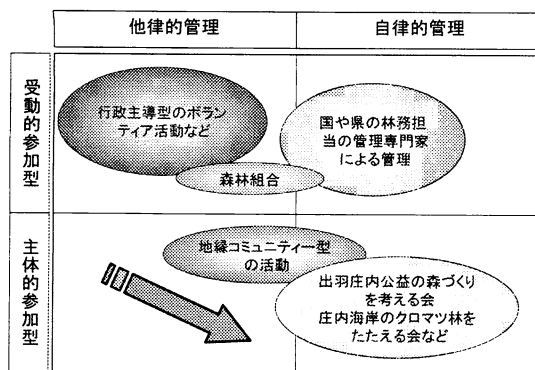 他律的管理
自律的管理
受動的参加型
行政主導型のボラン
ティア活動など
国や県の林務担
当の管理専門家
による管理
森林組合
主体的参加型
地縁コミュニティー型
の活動
出羽庄内公益の森づくり
を考える会
庄内海岸のクロマツ林を
たたえる会など